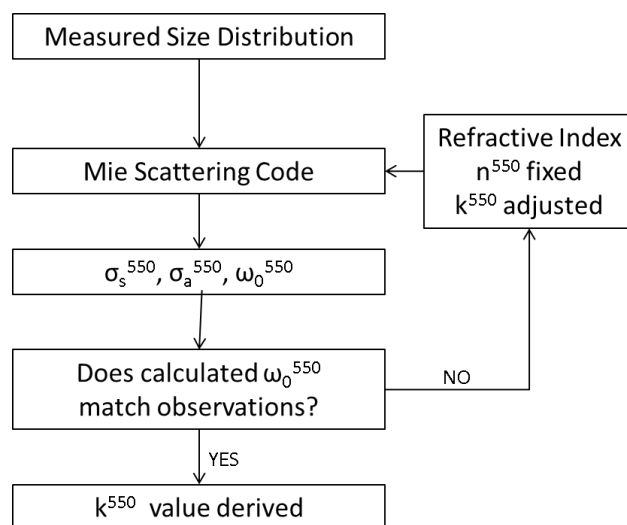 Measured Size Distribution
Mie Scattering Code
Refractive Index
n⁵⁵⁰ fixed
k⁵⁵⁰ adjusted
σₛ⁵⁵⁰, σₐ⁵⁵⁰, ω₀⁵⁵⁰
Does calculated ω₀⁵⁵⁰
match observations?
NO
YES
k⁵⁵⁰ value derived